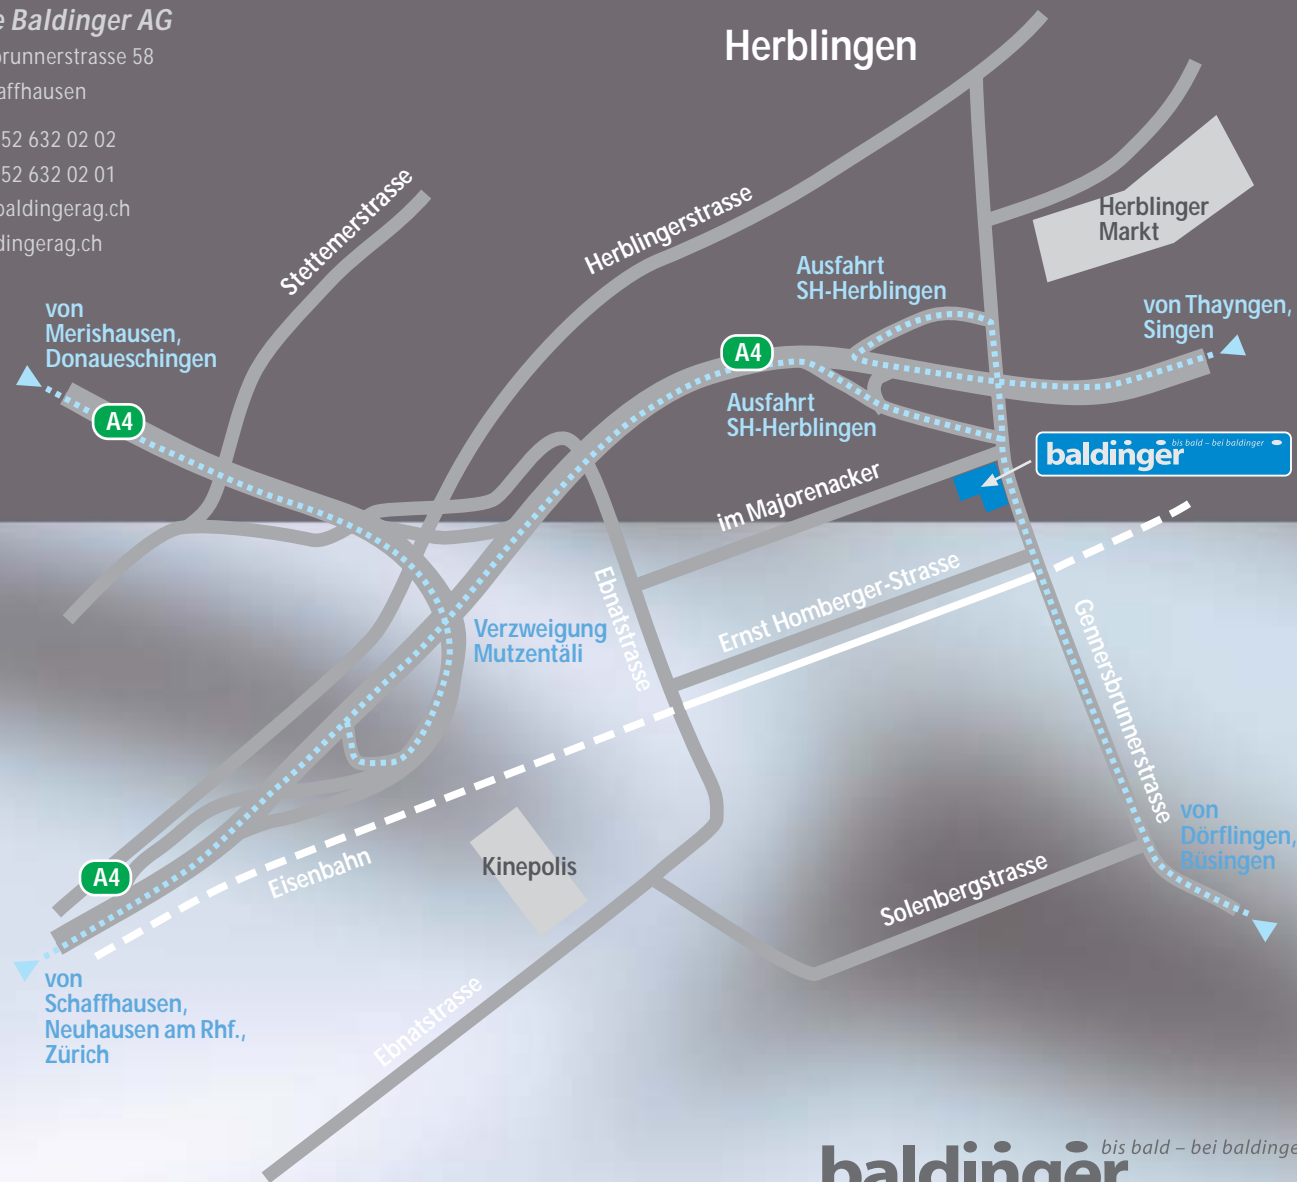 Baldinger AG
brunnerstrasse 58
affhausen
52 632 02 02
52 632 02 01
baldingerag.ch
dingerag.ch
Herblingen
Stettemerstrasse
Herblingerstrasse
Herblinger
Markt
Ausfahrt
SH-Herblingen
von Thayngen,
Singen
von
Merishausen,
Donaueschingen
A4
A4
Ausfahrt
SH-Herblingen
baldinger
bis bald – bei baldinger
im Majorenacker
Ernst Homberger-Strasse
Ebnatstrasse
Verzweigung
Mutzentäli
Gennersbrunnerstrasse
von
Dörflingen,
Büsingen
Eisenbahn
Kinepolis
Solenbergstrasse
A4
von
Schaffhausen,
Neuhausen am Rhf.,
Zürich
Ebnatstrasse
bis bald – bei baldinge
baldinger